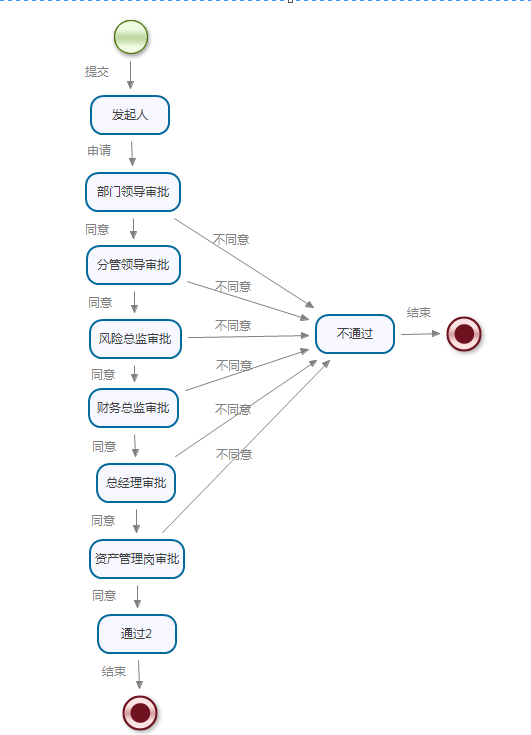 提交
发起人
申请
部门领导审批
同意
不同意
分管领导审批
不同意
同意
结束
不同意
风险总监审批
不通过
同意
不同意
财务总监审批
不同意
同意
不同意
总经理审批
同意
资产管理岗审批
同意
通过2
结束